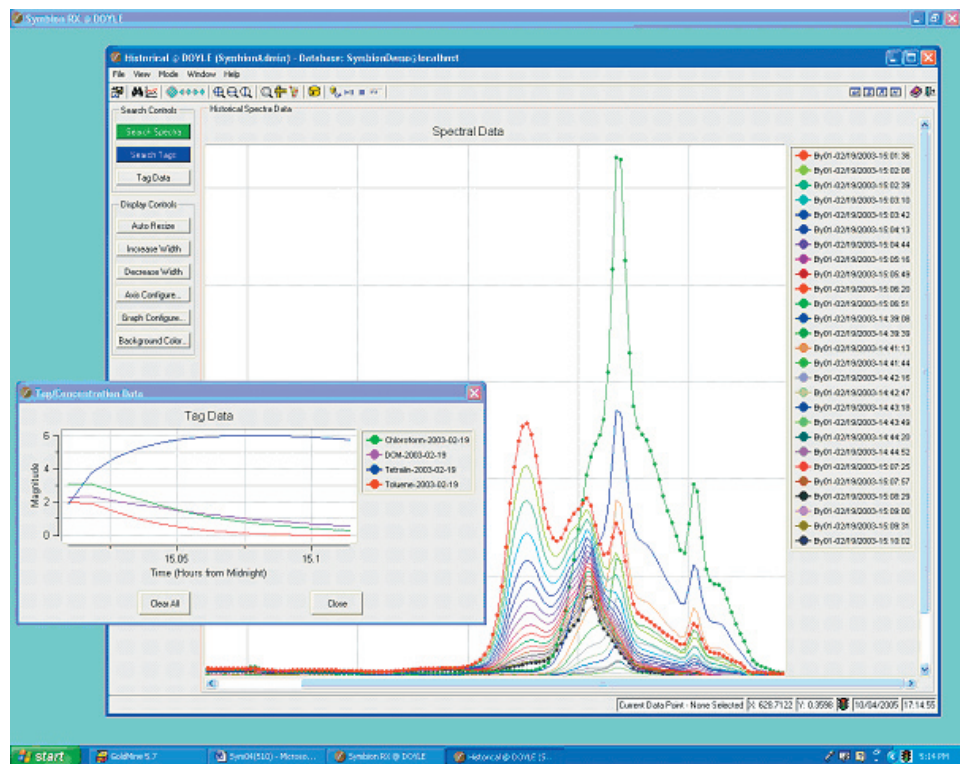 Symbion RX @ DOYLE
Historical @ DOYLE (SymbionAdmin) - Database: SymbionDemo@localhost
File View Mode Window Help
Search Controls
Historical Spectra Data
Search Spectra
Search Tags
Tag Data
Display Controls
Auto Resize
Increase Width
Decrease Width
Axis Configure...
Graph Configure...
Background Color...
Spectral Data
By01-02/19/2003-15:01:36
By01-02/19/2003-15:02:08
By01-02/19/2003-15:02:39
By01-02/19/2003-15:03:10
By01-02/19/2003-15:03:42
By01-02/19/2003-15:04:13
By01-02/19/2003-15:04:44
By01-02/19/2003-15:05:16
By01-02/19/2003-15:05:49
By01-02/19/2003-15:06:20
By01-02/19/2003-15:06:51
By01-02/19/2003-14:39:08
By01-02/19/2003-14:39:39
By01-02/19/2003-14:41:13
By01-02/19/2003-14:41:44
By01-02/19/2003-14:42:16
By01-02/19/2003-14:42:47
By01-02/19/2003-14:43:18
By01-02/19/2003-14:43:49
By01-02/19/2003-14:44:20
By01-02/19/2003-14:44:52
By01-02/19/2003-15:07:25
By01-02/19/2003-15:07:57
By01-02/19/2003-15:08:29
By01-02/19/2003-15:09:00
By01-02/19/2003-15:09:31
By01-02/19/2003-15:10:02
Tag/Concentration Data
Tag Data
Magnitude
6
4
2
0
15.05
15.1
Time (Hours from Midnight)
Chloroform-2003-02-19
DCM-2003-02-19
Tetralin-2003-02-19
Toluene-2003-02-19
Clear All
Close
Current Data Point - None Selected X: 628.7122 Y: 0.3598 10/04/2005 17:14:55
start
GoldMine 5.7
Sym04(510) - Microso...
Symbion RX @ DOYLE
Historical @ DOYLE (S...
5:14 PM